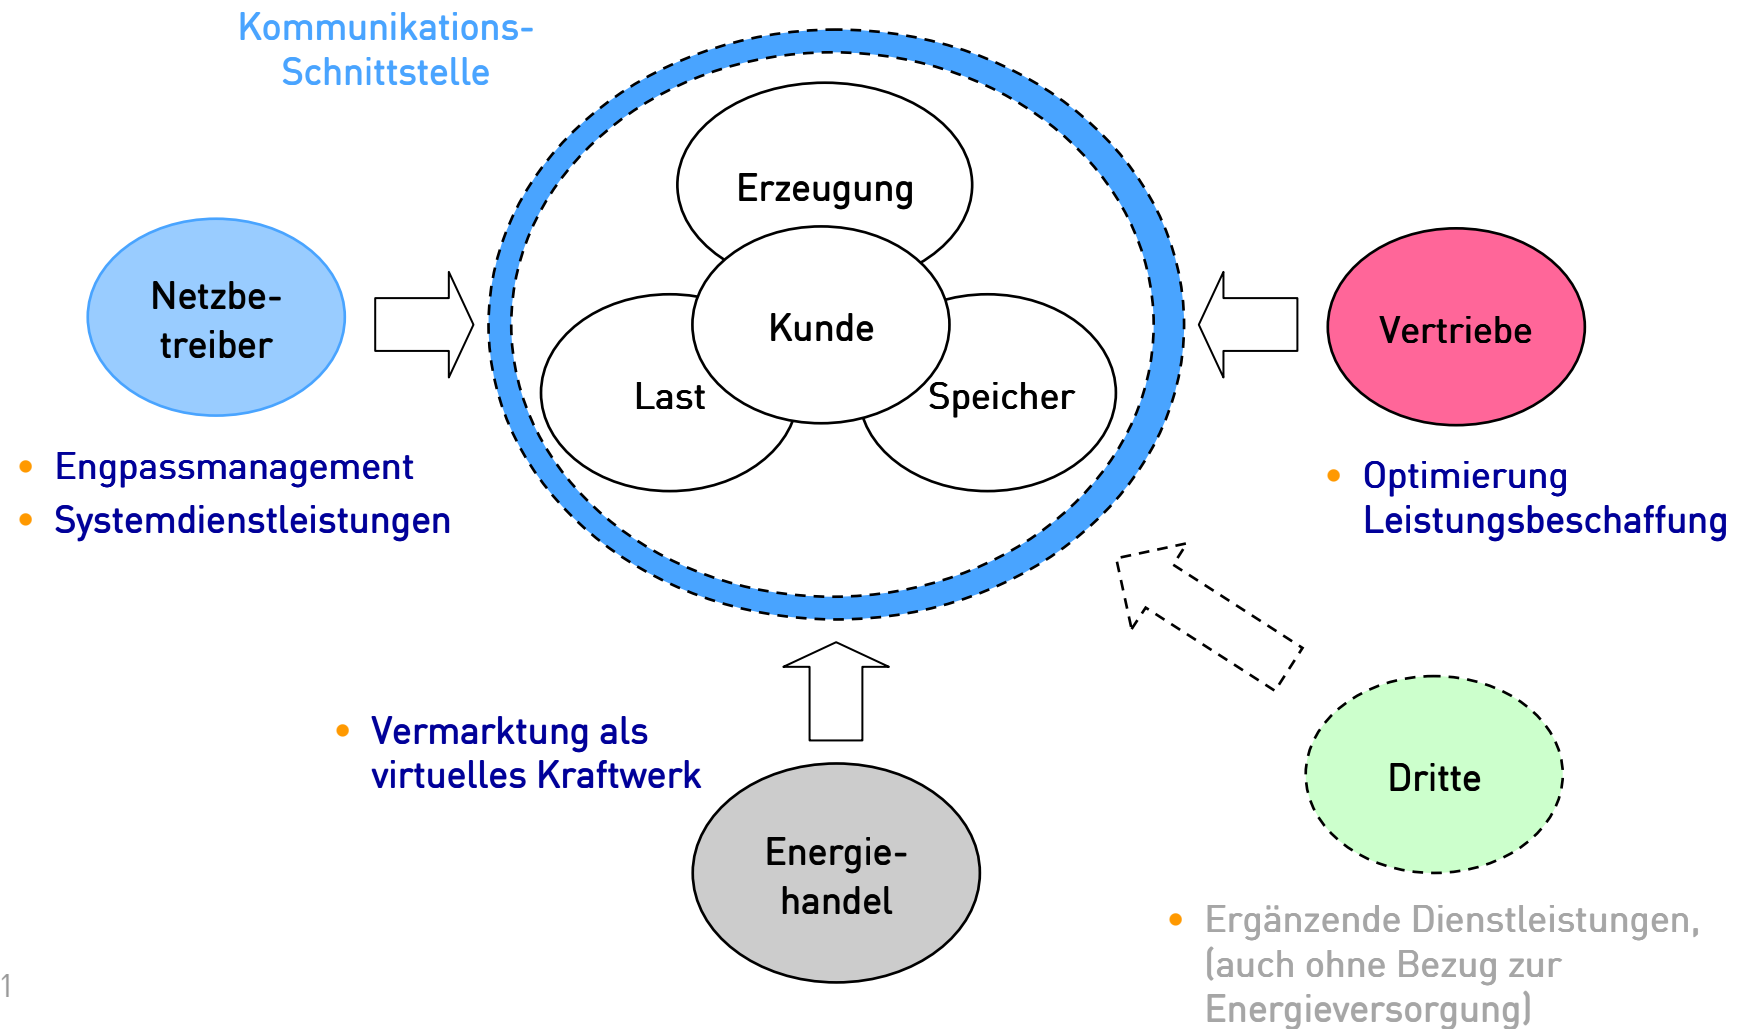 Kommunikations-
Schnittstelle
Erzeugung
Kunde
Last
Speicher
Netzbe-
treiber
Engpassmanagement
Systemdienstleistungen
Vertriebe
Optimierung
Leistungsbeschaffung
Vermarktung als
virtuelles Kraftwerk
Energie-
handel
Dritte
Ergänzende Dienstleistungen,
(auch ohne Bezug zur
Energieversorgung)
1